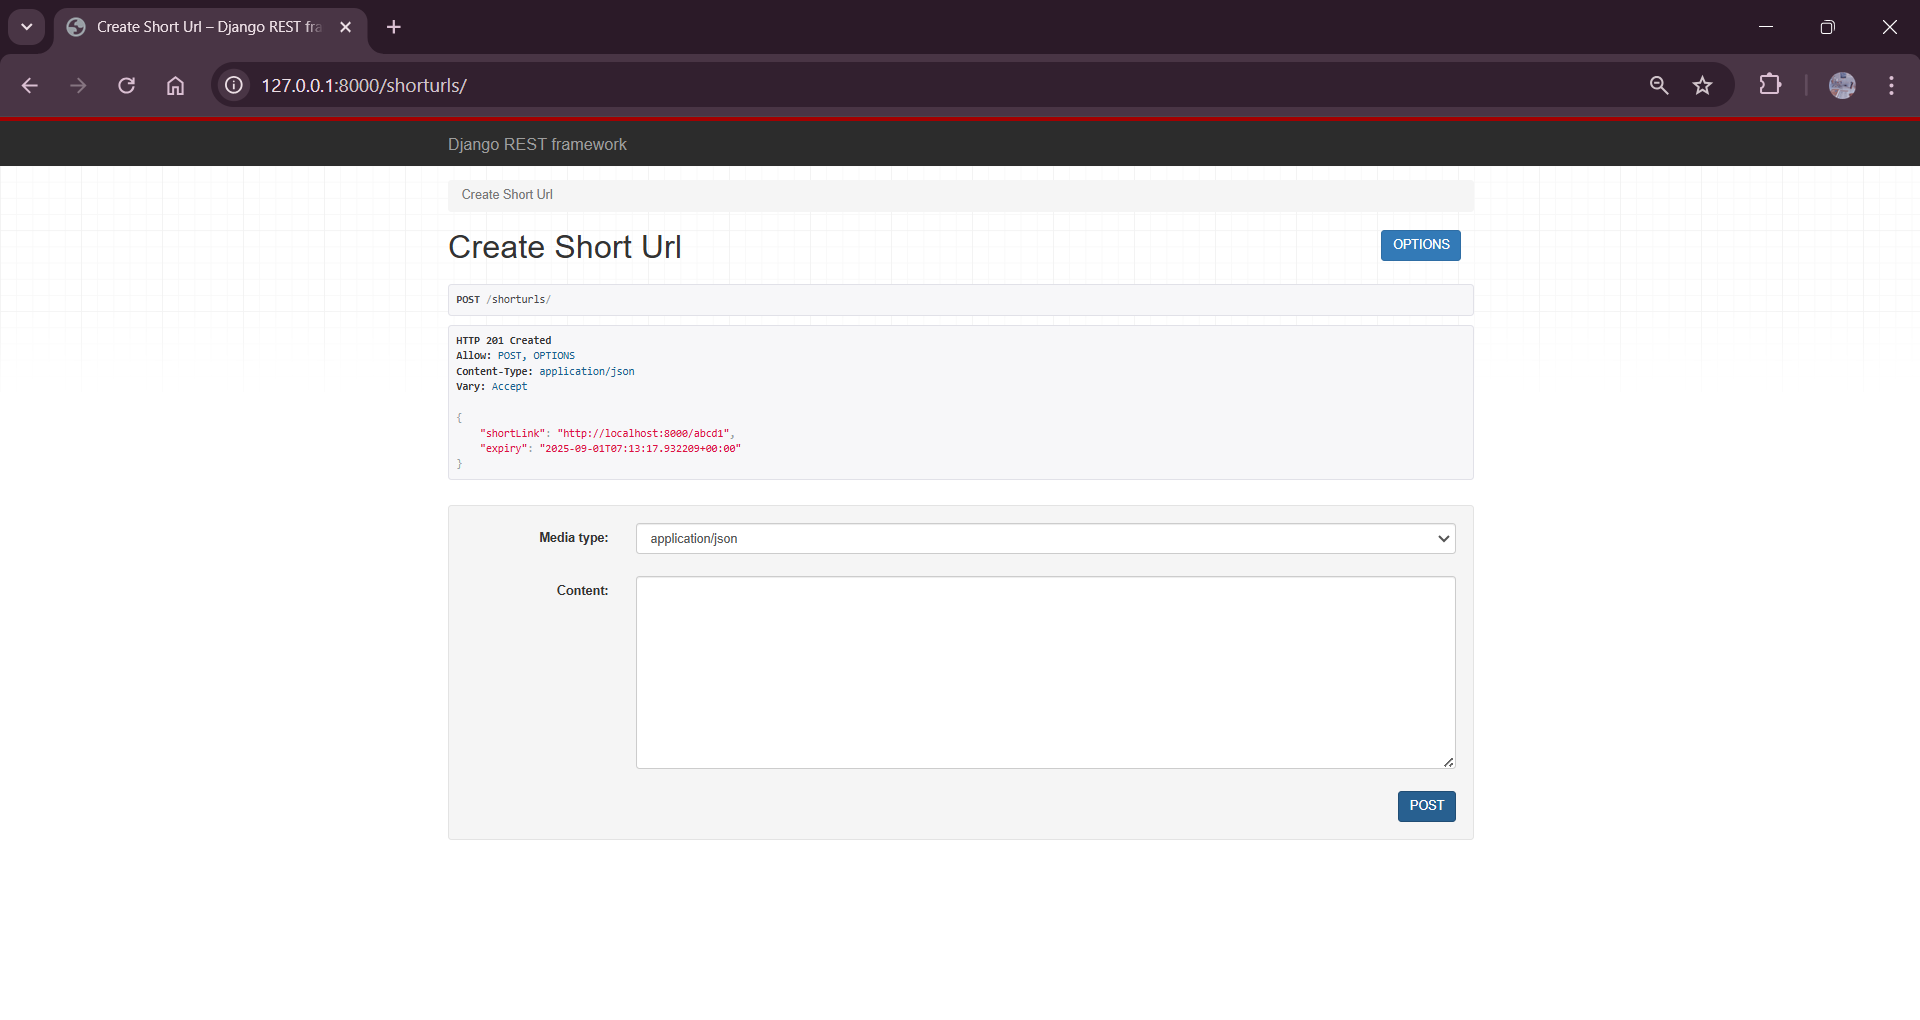 Create Short Url – Django REST fra
127.0.0.1:8000/shorturls/
Django REST framework
Create Short Url
Create Short Url
OPTIONS
POST /shorturls/
HTTP 201 Created
Allow: POST, OPTIONS
Content-Type: application/json
Vary: Accept
{
"shortLink": "http://localhost:8000/abcd1",
"expiry": "2025-09-01T07:13:17.932209+00:00"
}
Media type:
application/json
Content:
POST